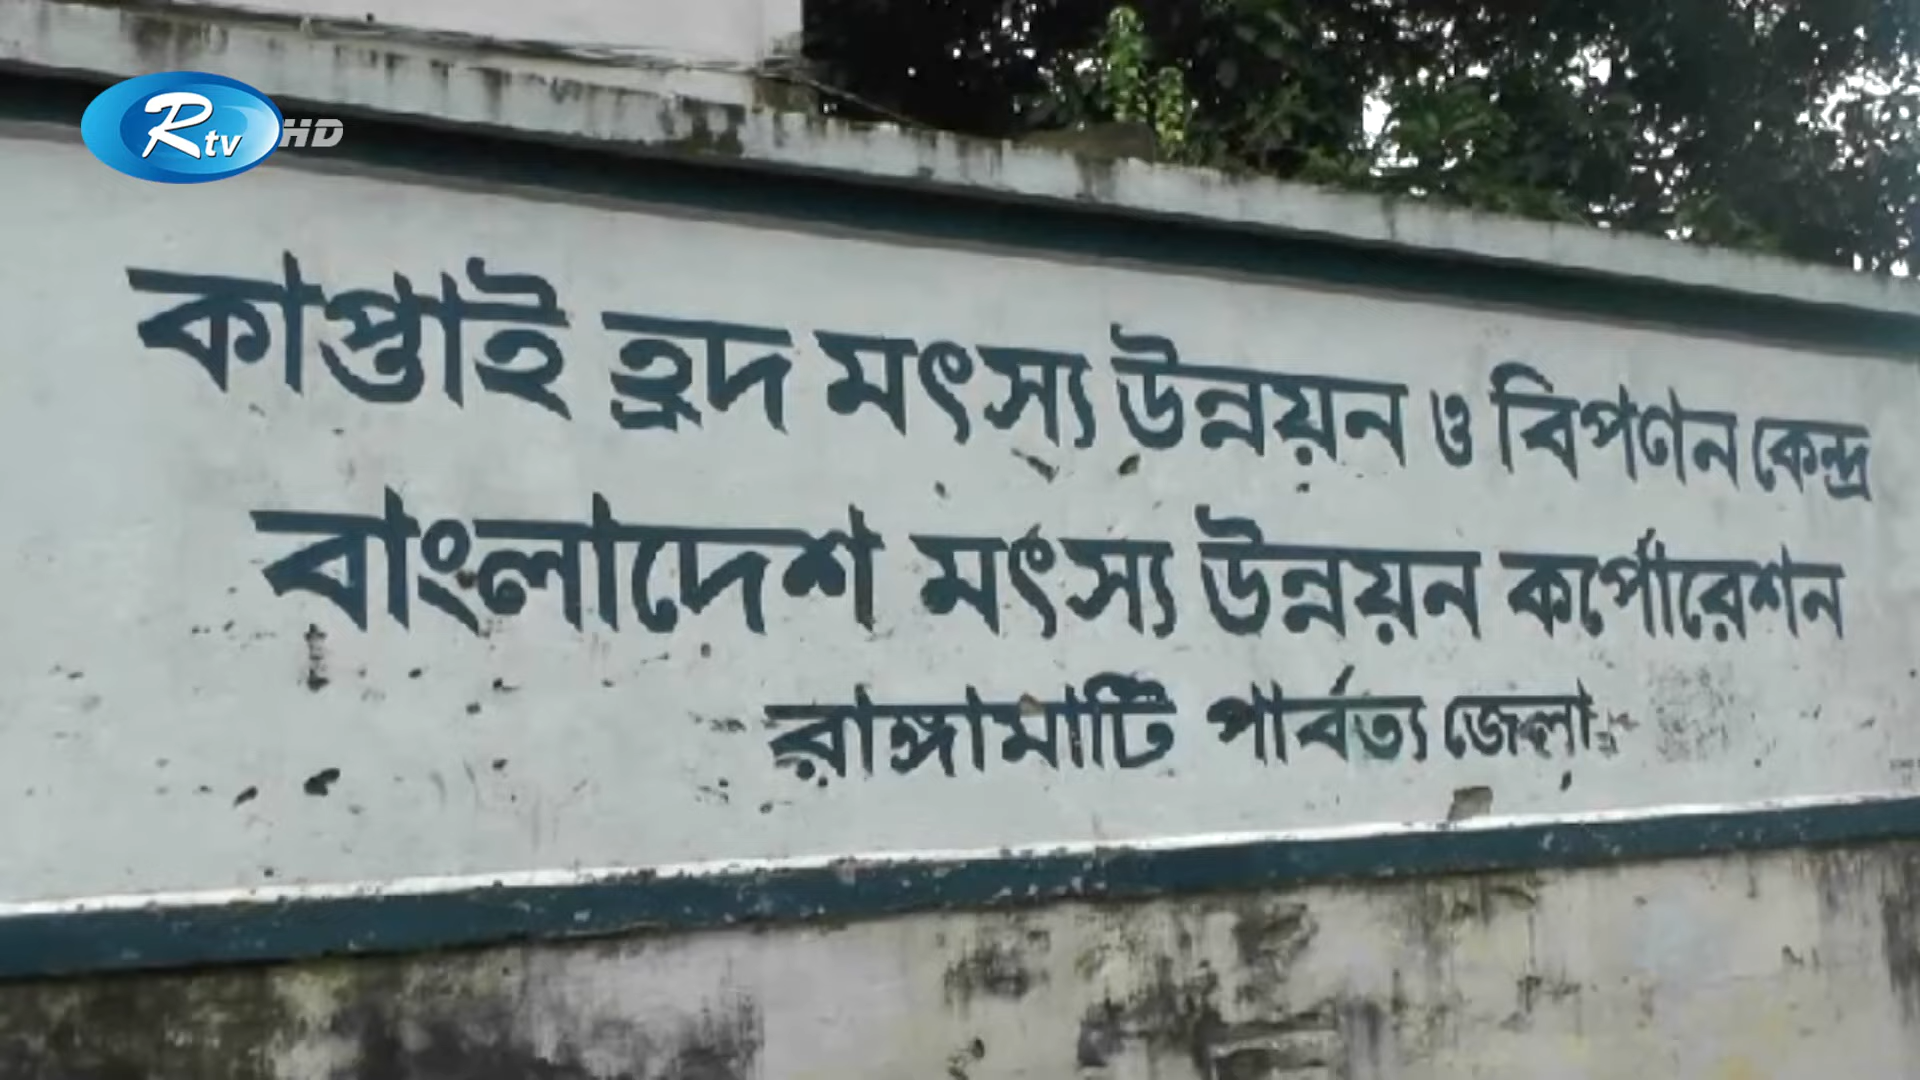 Rtv HD
কাপ্তাই হ্রদ মৎস্য উন্নয়ন ও বিপণন কেন্দ্র
বাংলাদেশ মৎস্য উন্নয়ন কর্পোরেশন
রাঙ্গামাটি পার্বত্য জেলা